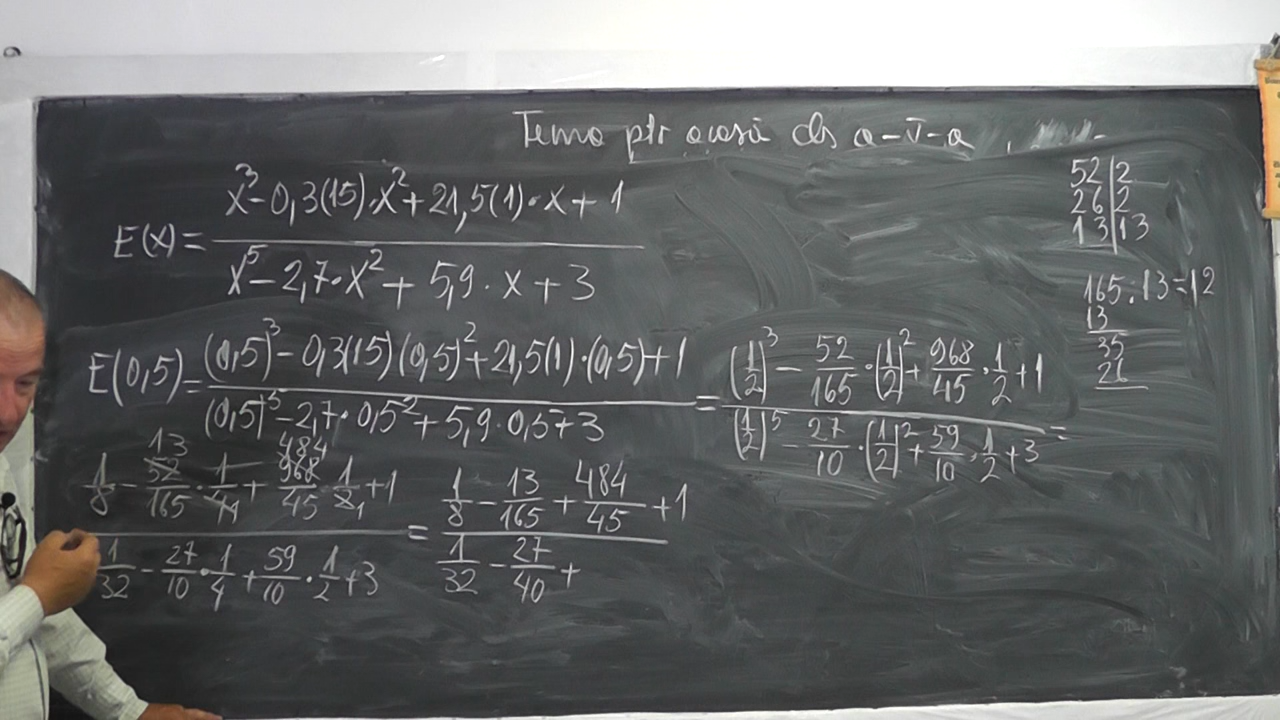 Temă ptr acasă cls a-V-a
E(x) = (x³ - 0,3(15)·x² + 21,5(1)·x + 1) / (x⁵ - 2,7·x² + 5,9·x + 3)
E(0,5) = ((0,5)³ - 0,3(15)(0,5)² + 21,5(1)·(0,5) + 1) / ((0,5)⁵ - 2,7·0,5² + 5,9·0,5 + 3) = ((1/2)³ - 52/165·(1/2)² + 968/45·1/2 + 1) / ((1/2)⁵ - 27/10·(1/2)² + 59/10·1/2 + 3) =
13 484
(1/8 - 52/165·1/4 + 968/45·1/2 + 1) / (1/32 - 27/10·1/4 + 59/10·1/2 + 3) = (1/8 - 13/165 + 484/45 + 1) / (1/32 - 27/40 +
52|2
26|2
13|13
165:13=12
13
35
26